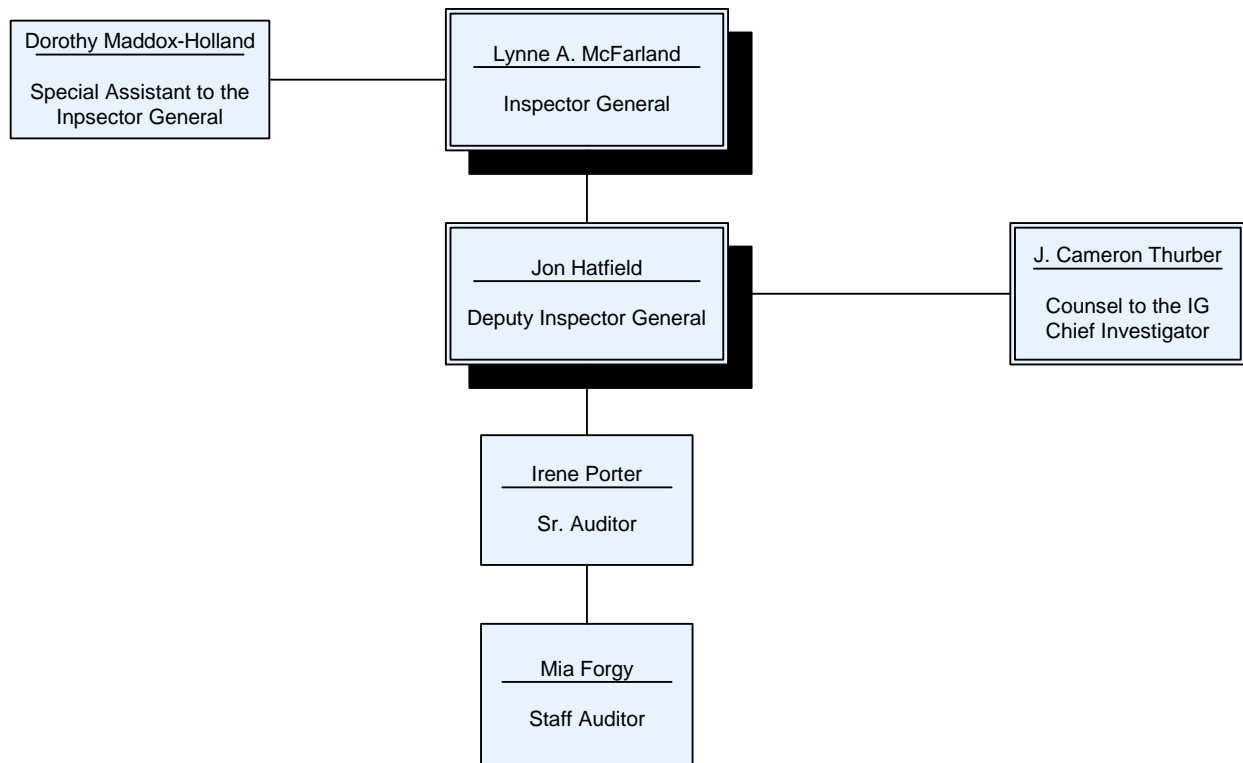 Dorothy Maddox-Holland
Special Assistant to the
Inpsector General
Lynne A. McFarland
Inspector General
Jon Hatfield
Deputy Inspector General
J. Cameron Thurber
Counsel to the IG
Chief Investigator
Irene Porter
Sr. Auditor
Mia Forgy
Staff Auditor